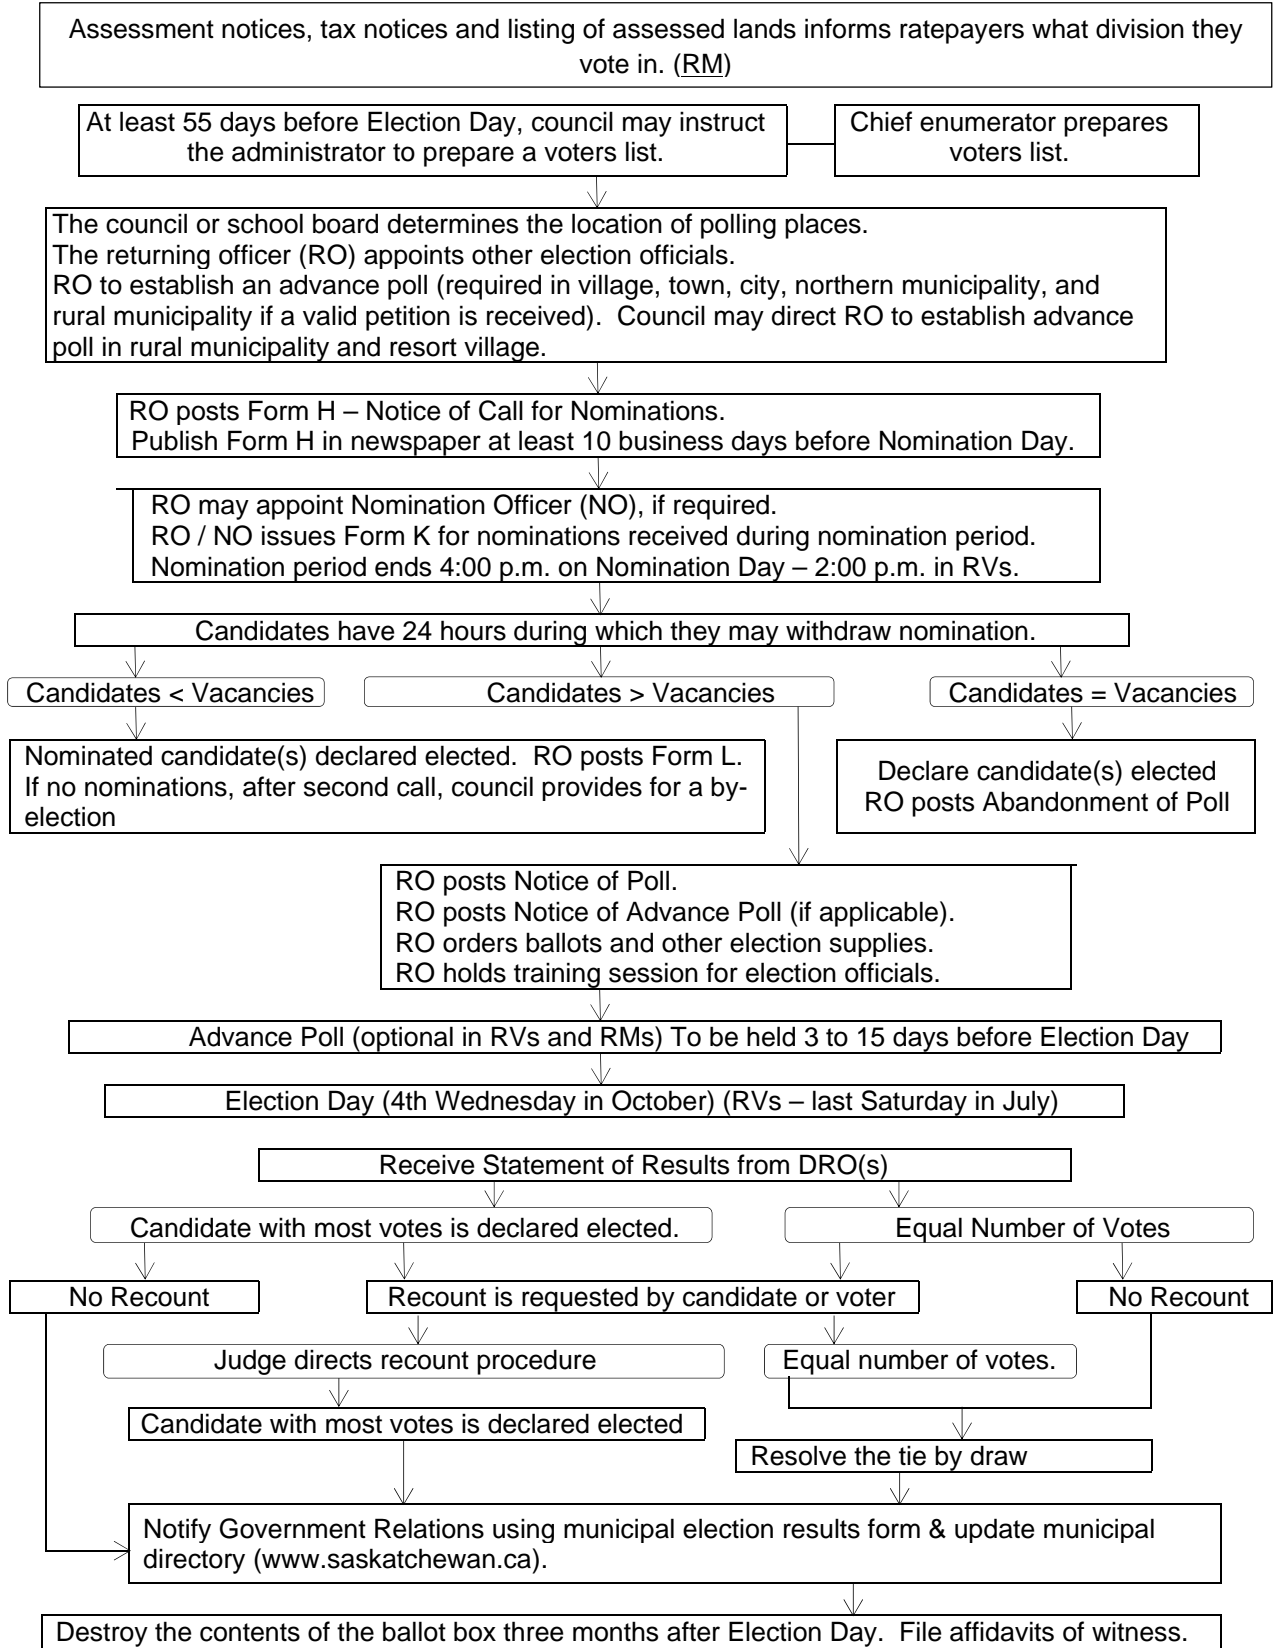 Assessment notices, tax notices and listing of assessed lands informs ratepayers what division they
vote in. (RM)
At least 55 days before Election Day, council may instruct
the administrator to prepare a voters list.
Chief enumerator prepares
voters list.
The council or school board determines the location of polling places.
The returning officer (RO) appoints other election officials.
RO to establish an advance poll (required in village, town, city, northern municipality, and
rural municipality if a valid petition is received).  Council may direct RO to establish advance
poll in rural municipality and resort village.
RO posts Form H – Notice of Call for Nominations.
Publish Form H in newspaper at least 10 business days before Nomination Day.
RO may appoint Nomination Officer (NO), if required.
RO / NO issues Form K for nominations received during nomination period.
Nomination period ends 4:00 p.m. on Nomination Day – 2:00 p.m. in RVs.
Candidates have 24 hours during which they may withdraw nomination.
Candidates < Vacancies
Candidates > Vacancies
Candidates = Vacancies
Nominated candidate(s) declared elected.  RO posts Form L.
If no nominations, after second call, council provides for a by-
election
Declare candidate(s) elected
RO posts Abandonment of Poll
RO posts Notice of Poll.
RO posts Notice of Advance Poll (if applicable).
RO orders ballots and other election supplies.
RO holds training session for election officials.
Advance Poll (optional in RVs and RMs) To be held 3 to 15 days before Election Day
Election Day (4th Wednesday in October) (RVs – last Saturday in July)
Receive Statement of Results from DRO(s)
Candidate with most votes is declared elected.
Equal Number of Votes
No Recount
Recount is requested by candidate or voter
No Recount
Judge directs recount procedure
Equal number of votes.
Candidate with most votes is declared elected
Resolve the tie by draw
Notify Government Relations using municipal election results form & update municipal
directory (www.saskatchewan.ca).
Destroy the contents of the ballot box three months after Election Day.  File affidavits of witness.